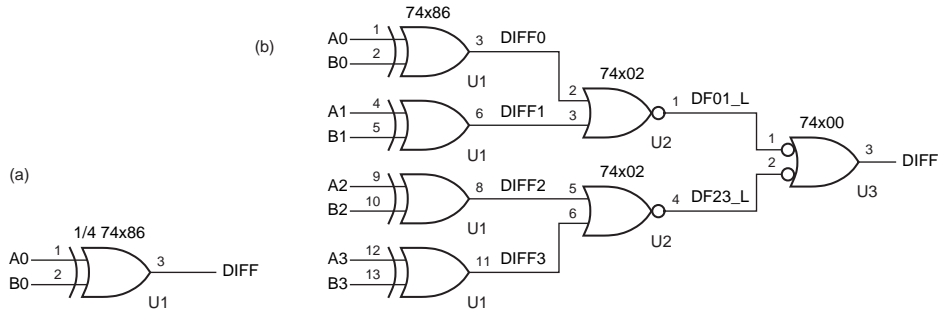 (a)
1/4 74x86
A0 1
B0 2
3 DIFF
U1
(b)
74x86
A0 1
B0 2
3 DIFF0
U1
A1 4
B1 5
6 DIFF1
U1
74x02
2
3
1 DF01_L
U2
A2 9
B2 10
8 DIFF2
U1
A3 12
B3 13
11 DIFF3
U1
74x02
5
6
4 DF23_L
U2
74x00
1
2
3 DIFF
U3